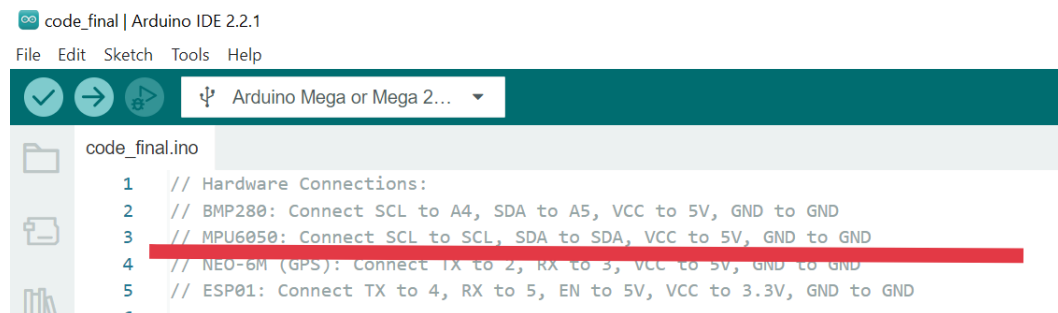 code_final | Arduino IDE 2.2.1
File Edit Sketch Tools Help
Arduino Mega or Mega 2...
code_final.ino
1 // Hardware Connections:
2 // BMP280: Connect SCL to A4, SDA to A5, VCC to 5V, GND to GND
3 // MPU6050: Connect SCL to SCL, SDA to SDA, VCC to 5V, GND to GND
4 // NEO-6M (GPS): Connect TX to 2, RX to 3, VCC to 5V, GND to GND
5 // ESP01: Connect TX to 4, RX to 5, EN to 5V, VCC to 3.3V, GND to GND